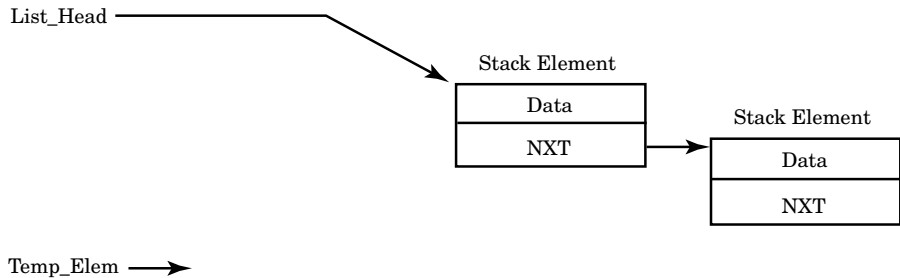 List_Head
Stack Element
Data
NXT
Stack Element
Data
NXT
Temp_Elem